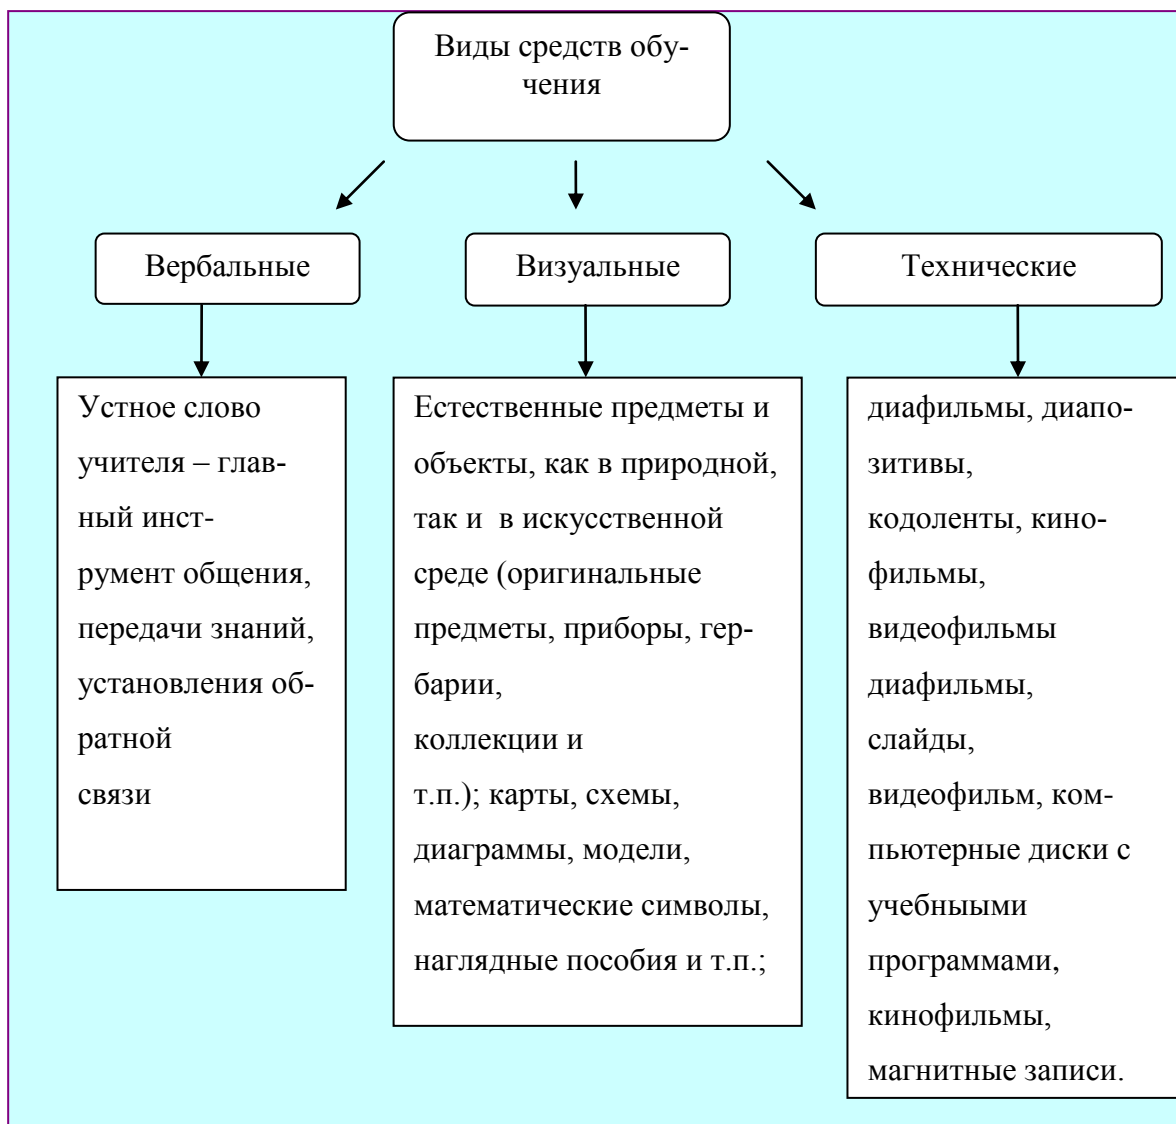 Виды средств обу-
чения
Вербальные
Визуальные
Технические
Устное слово
учителя – глав-
ный инст-
румент общения,
передачи знаний,
установления об-
ратной
связи
Естественные предметы и
объекты, как в природной,
так и  в искусственной
среде (оригинальные
предметы, приборы, гер-
барии,
коллекции и
т.п.); карты, схемы,
диаграммы, модели,
математические символы,
наглядные пособия и т.п.;
диафильмы, диапо-
зитивы,
кодоленты, кино-
фильмы,
видеофильмы
диафильмы,
слайды,
видеофильм, ком-
пьютерные диски с
учебныыми
программами,
кинофильмы,
магнитные записи.